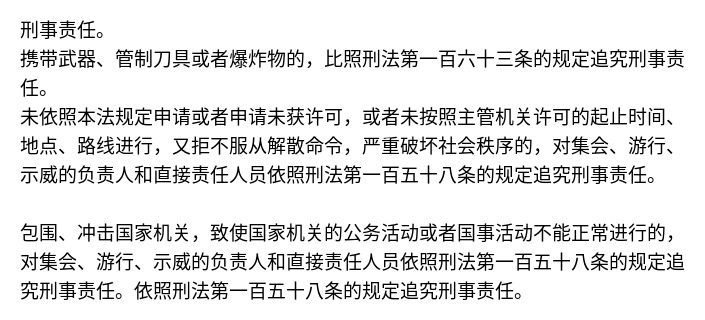 刑事责任。
携带武器、管制刀具或者爆炸物的，比照刑法第一百六十三条的规定追究刑事责
任。
未依照本法规定申请或者申请未获许可，或者未按照主管机关许可的起止时间、
地点、路线进行，又拒不服从解散命令，严重破坏社会秩序的，对集会、游行、
示威的负责人和直接责任人员依照刑法第一百五十八条的规定追究刑事责任。
包围、冲击国家机关，致使国家机关的公务活动或者国事活动不能正常进行的，
对集会、游行、示威的负责人和直接责任人员依照刑法第一百五十八条的规定追
究刑事责任。依照刑法第一百五十八条的规定追究刑事责任。